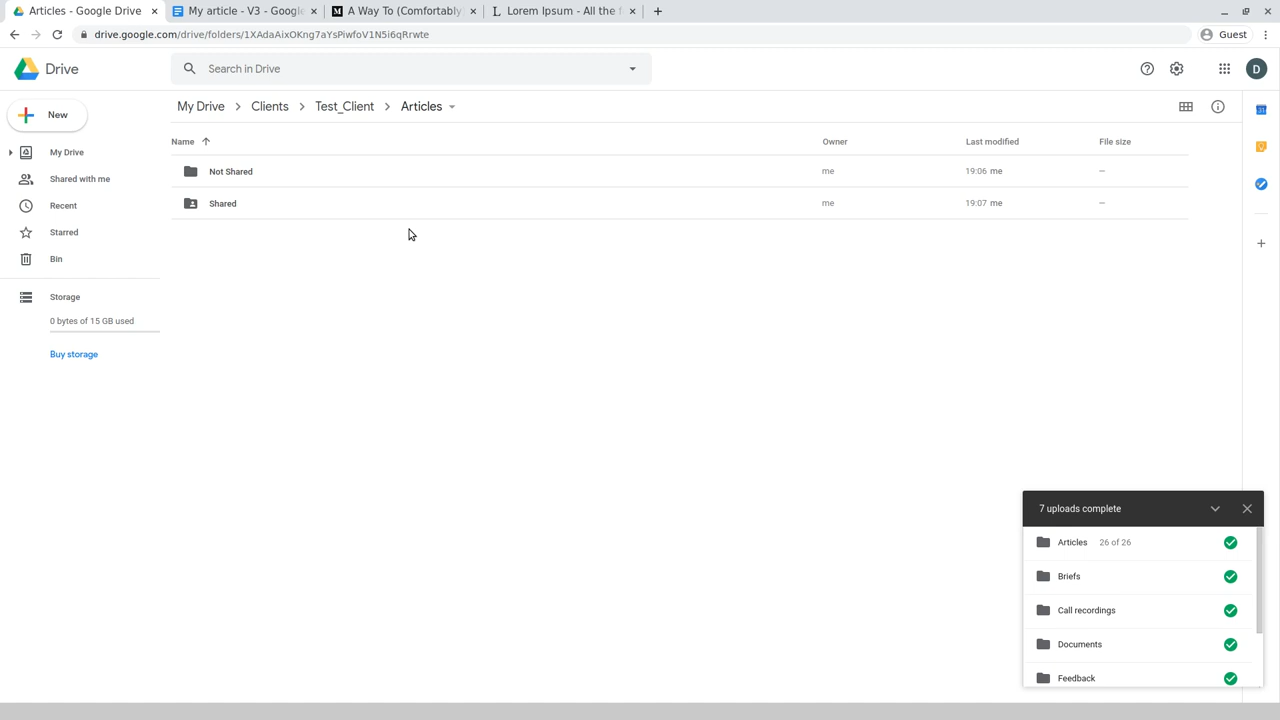 Articles - Google Drive
My article - V3 - Google
A Way To (Comfortably
Lorem Ipsum - All the f
drive.google.com/drive/folders/1XAdaAixOKng7aYsPiwfoV1N5i6qRrwte
Guest
Drive
Search in Drive
D
New
My Drive
Shared with me
Recent
Starred
Bin
Storage
0 bytes of 15 GB used
Buy storage
My Drive > Clients > Test_Client > Articles
Name Owner Last modified File size
Not Shared me 19:06 me –
Shared me 19:07 me –
31
7 uploads complete
Articles 26 of 26
Briefs
Call recordings
Documents
Feedback